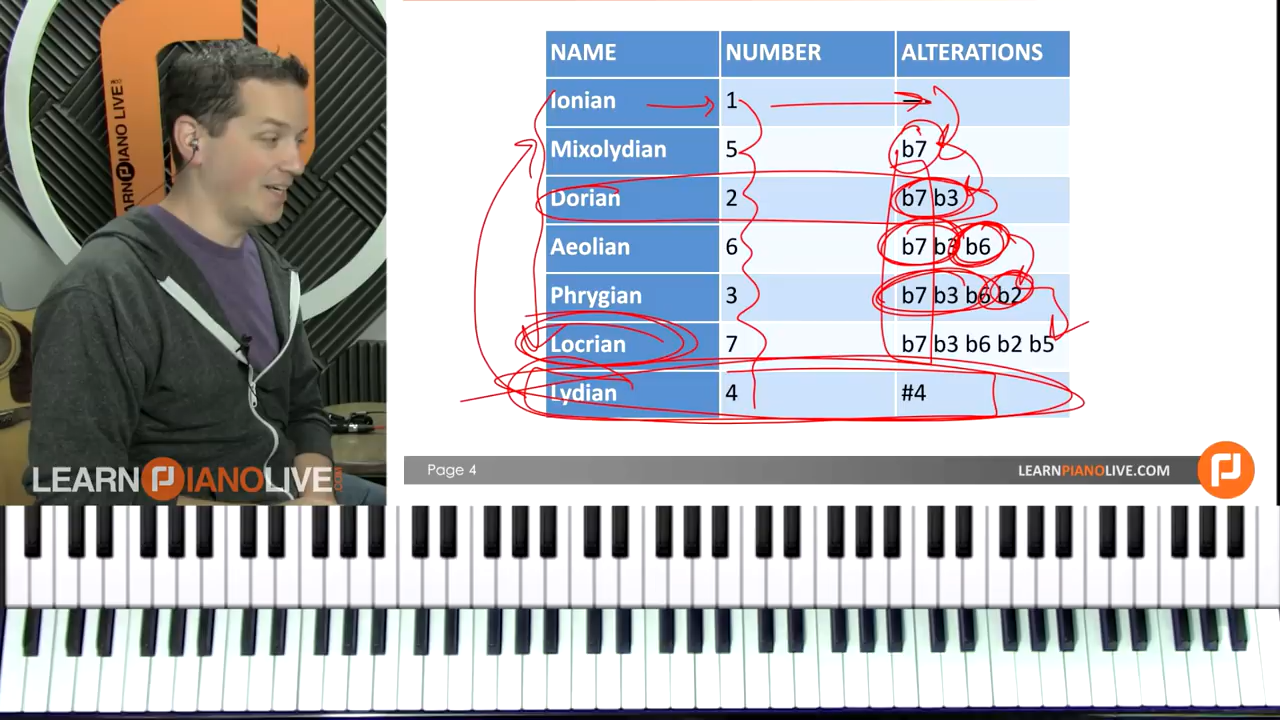 NAME NUMBER ALTERATIONS
Ionian 1 —
Mixolydian 5 b7
Dorian 2 b7 b3
Aeolian 6 b7 b3 b6
Phrygian 3 b7 b3 b6 b2
Locrian 7 b7 b3 b6 b2 b5
Lydian 4 #4
Page 4 LEARNPIANOLIVE.COM
LEARN PIANO LIVE
LEARN PIANOLIVE.COM